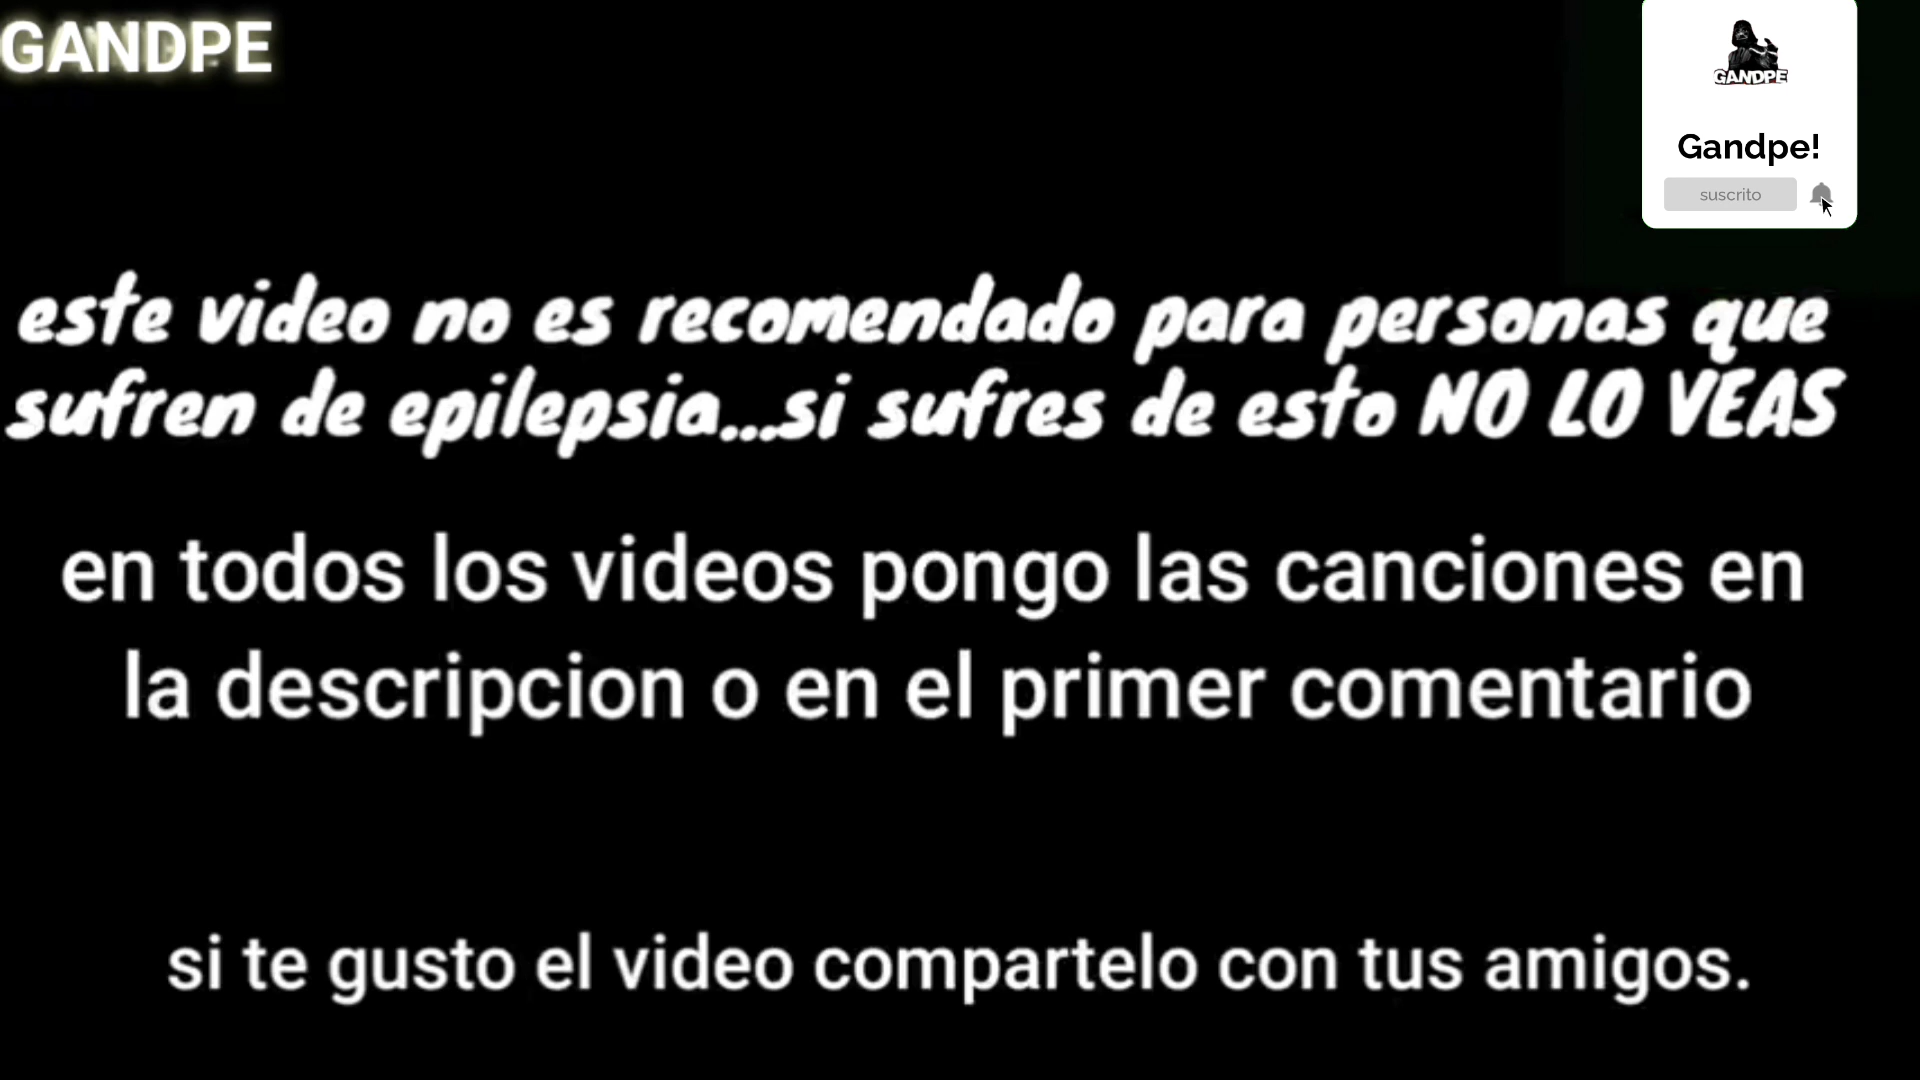 GANDPE
GANDPE
Gandpe!
suscrito
este video no es recomendado para personas que
sufren de epilepsia...si sufres de esto NO LO VEAS
en todos los videos pongo las canciones en
la descripcion o en el primer comentario
si te gusto el video compartelo con tus amigos.